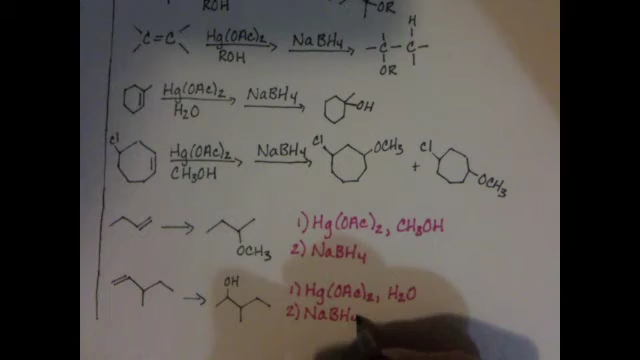 ROH OR
H
C=C Hg(OAc)2 NaBH4 -C-C-
ROH OR
Hg(OAc)2 NaBH4 OH
H2O
Cl Hg(OAc)2 NaBH4 Cl OCH3 + Cl OCH3
CH3OH
1) Hg(OAc)2, CH3OH
OCH3 2) NaBH4
OH 1) Hg(OAc)2, H2O
2) NaBH4